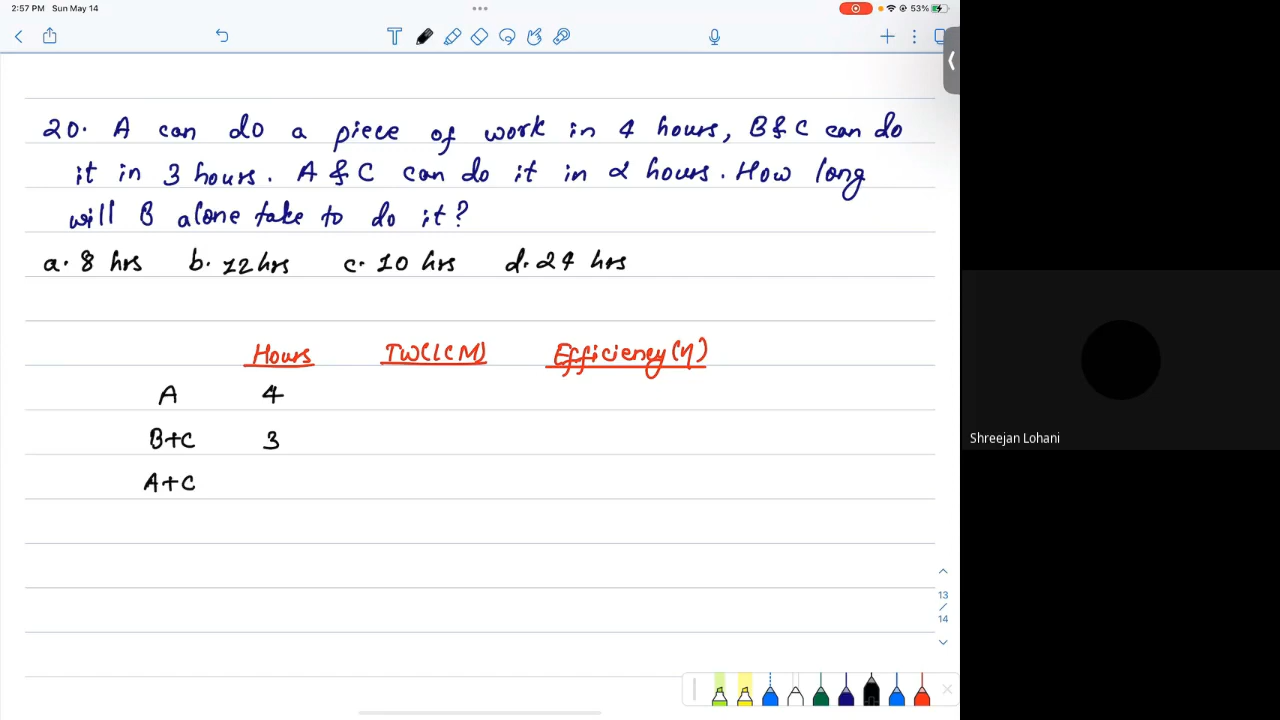 2:57 PM Sun May 14
53%
20. A can do a piece of work in 4 hours, B & C can do
it in 3 hours. A & C can do it in 2 hours. How long
will B alone take to do it?
a. 8 hrs b. 12 hrs c. 10 hrs d. 24 hrs
Hours TW(LCM) Efficiency(η)
A 4
B+C 3
A+C
Shreejan Lohani
13
/
14